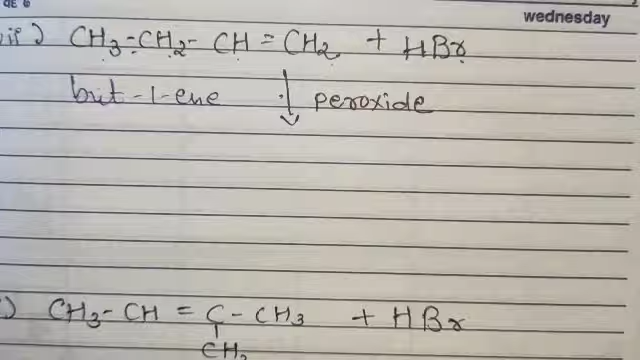 wednesday
ii) CH3-CH2-CH=CH2 + HBr
but-1-ene ↓ peroxide
) CH3-CH=C-CH3 + HBr
CH3